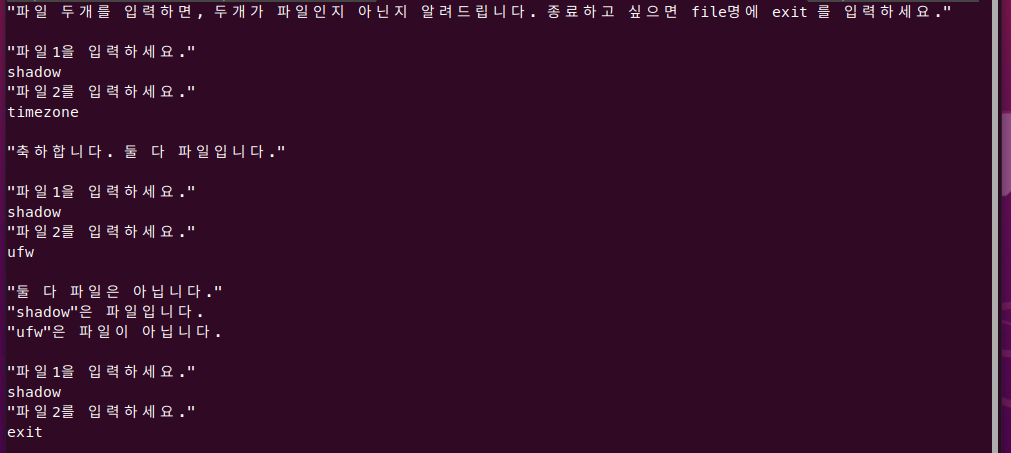 "파일 두개를 입력하면, 두개가 파일인지 아닌지 알려드립니다. 종료하고 싶으면 file명에 exit 를 입력하세요."
"파일1을 입력하세요."
shadow
"파일2를 입력하세요."
timezone
"축하합니다. 둘 다 파일입니다."
"파일1을 입력하세요."
shadow
"파일2를 입력하세요."
ufw
"둘 다 파일은 아닙니다."
"shadow"은 파일입니다.
"ufw"은 파일이 아닙니다.
"파일1을 입력하세요."
shadow
"파일2를 입력하세요."
exit